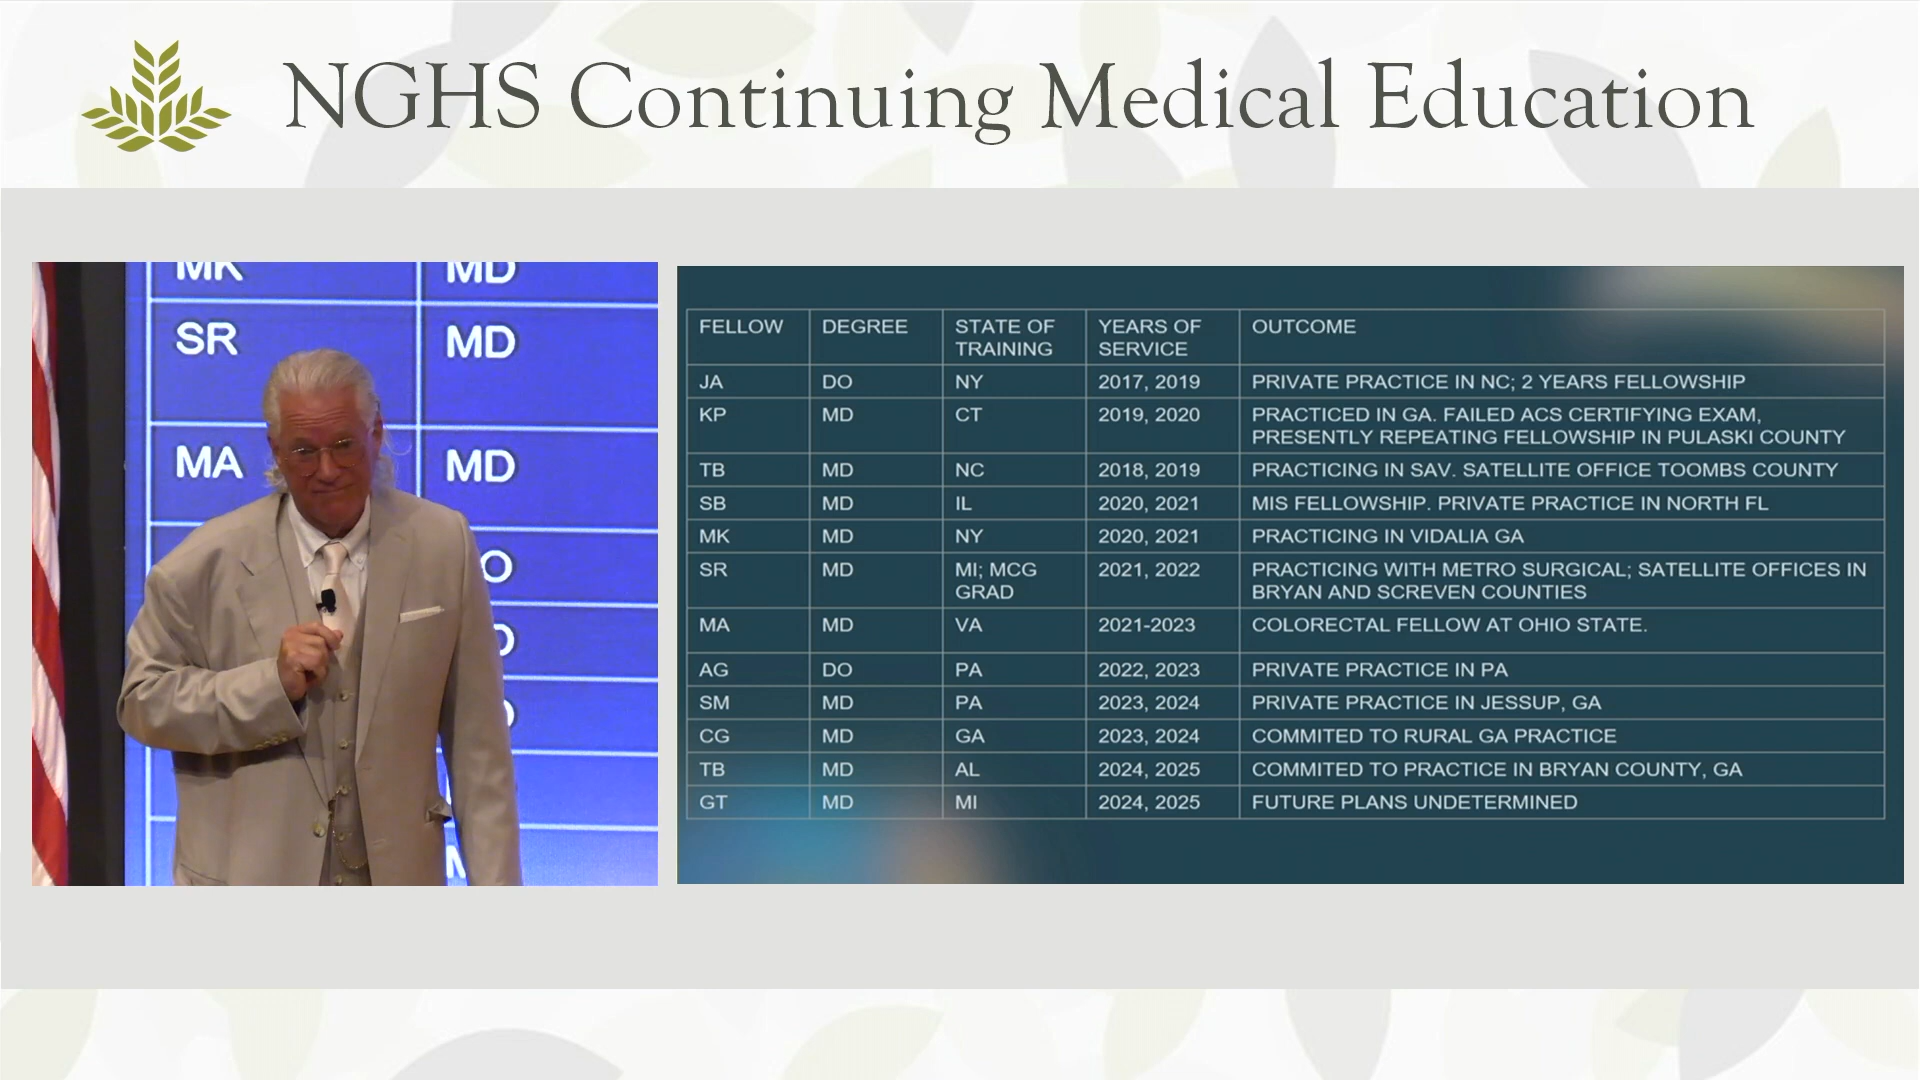 NGHS Continuing Medical Education
MK MD
SR MD
MA MD
FELLOW DEGREE STATE OF TRAINING YEARS OF SERVICE OUTCOME
JA DO NY 2017, 2019 PRIVATE PRACTICE IN NC; 2 YEARS FELLOWSHIP
KP MD CT 2019, 2020 PRACTICED IN GA. FAILED ACS CERTIFYING EXAM,
PRESENTLY REPEATING FELLOWSHIP IN PULASKI COUNTY
TB MD NC 2018, 2019 PRACTICING IN SAV. SATELLITE OFFICE TOOMBS COUNTY
SB MD IL 2020, 2021 MIS FELLOWSHIP. PRIVATE PRACTICE IN NORTH FL
MK MD NY 2020, 2021 PRACTICING IN VIDALIA GA
SR MD MI; MCG GRAD 2021, 2022 PRACTICING WITH METRO SURGICAL; SATELLITE OFFICES IN
BRYAN AND SCREVEN COUNTIES
MA MD VA 2021-2023 COLORECTAL FELLOW AT OHIO STATE.
AG DO PA 2022, 2023 PRIVATE PRACTICE IN PA
SM MD PA 2023, 2024 PRIVATE PRACTICE IN JESSUP, GA
CG MD GA 2023, 2024 COMMITED TO RURAL GA PRACTICE
TB MD AL 2024, 2025 COMMITED TO PRACTICE IN BRYAN COUNTY, GA
GT MD MI 2024, 2025 FUTURE PLANS UNDETERMINED